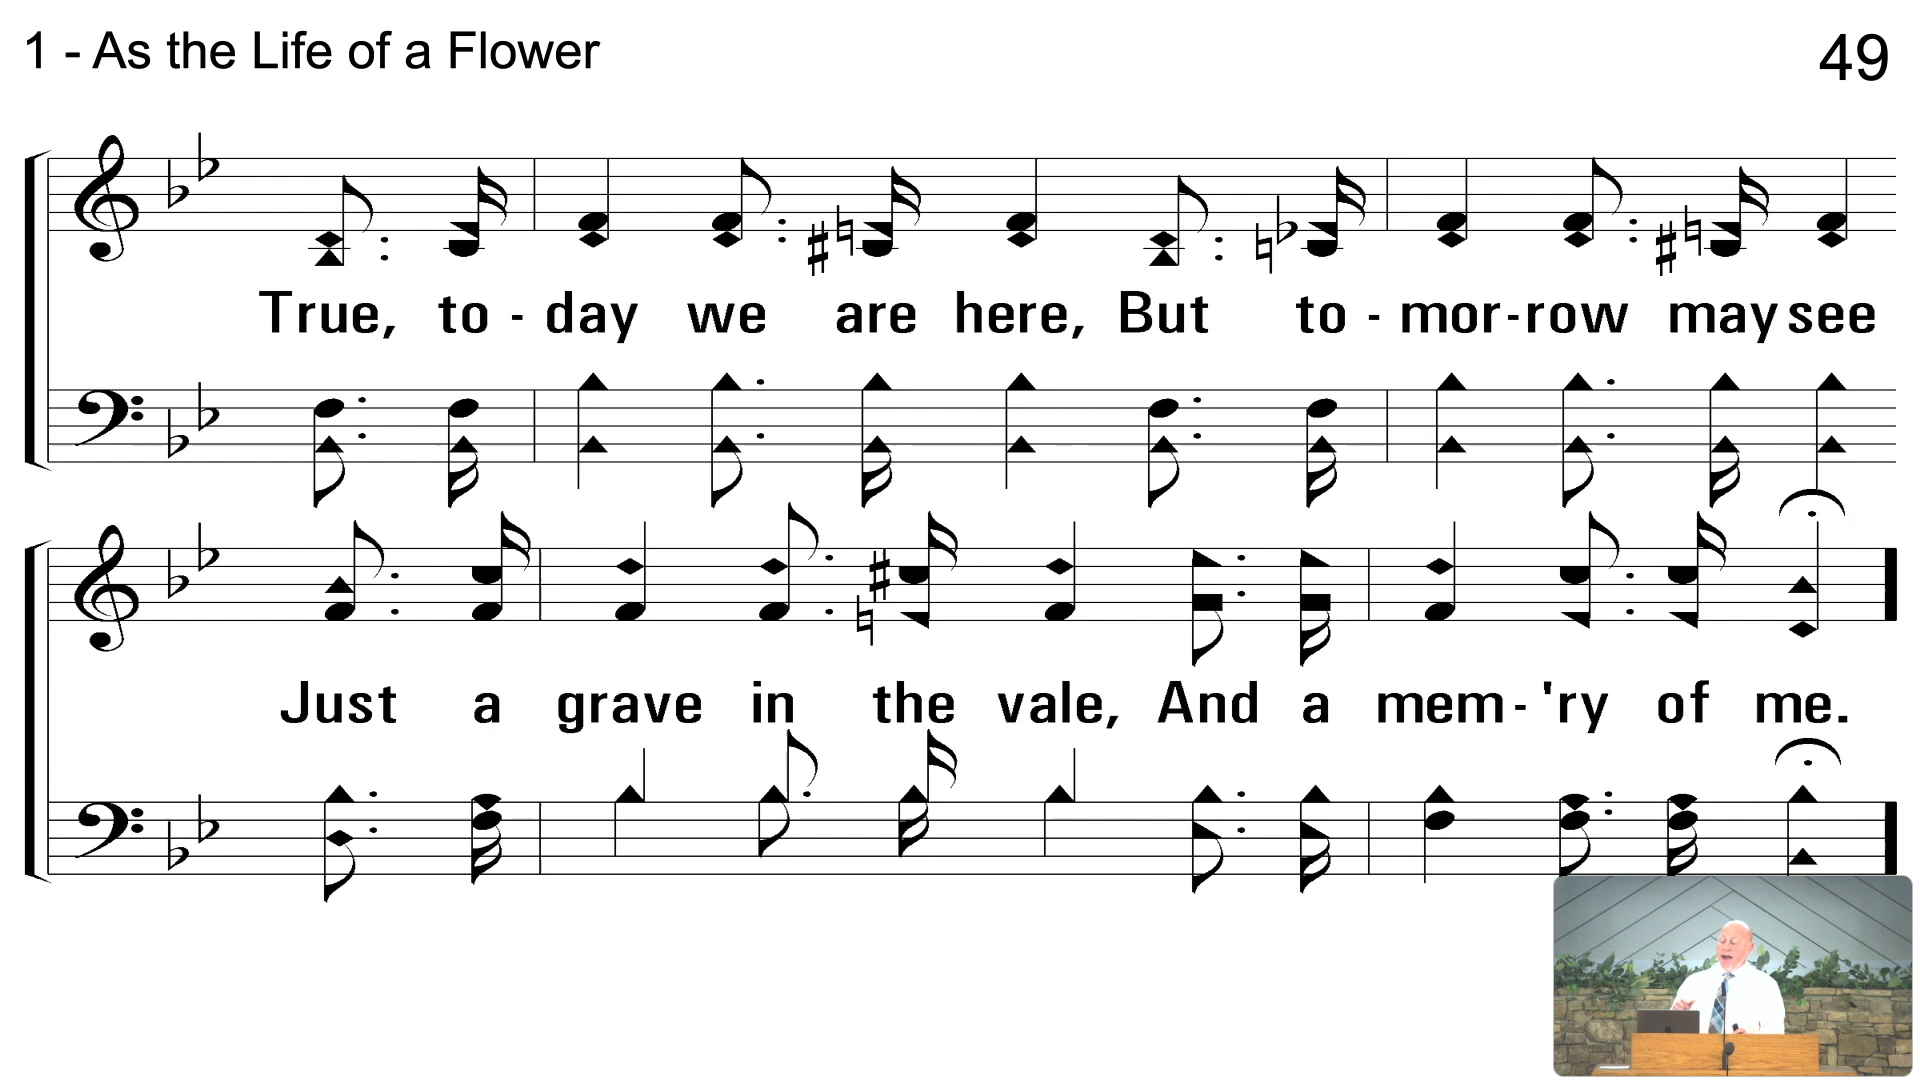 1 - As the Life of a Flower
49
True, to - day we are here, But to - mor-row may see
Just a grave in the vale, And a mem-'ry of me.